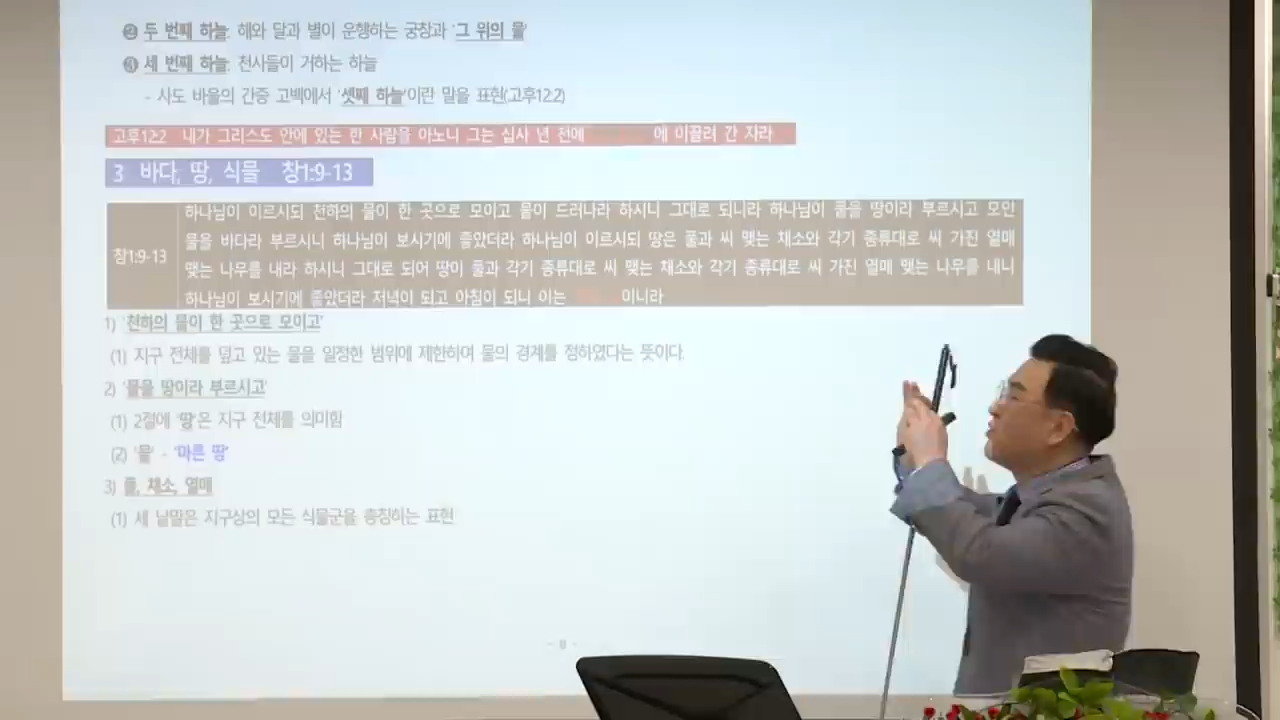 ❷ 두 번째 하늘: 해와 달과 별이 운행하는 궁창과 '그 위의 물'
❸ 세 번째 하늘: 천사들이 거하는 하늘
- 사도 바울의 간증 고백에서 '셋째 하늘'이란 말을 표현(고후12:2)
고후12:2 내가 그리스도 안에 있는 한 사람을 아노니 그는 십사 년 전에 에 이끌려 간 자라
3 바다, 땅, 식물 창1:9-13
하나님이 이르시되 천하의 물이 한 곳으로 모이고 뭍이 드러나라 하시니 그대로 되니라 하나님이 뭍을 땅이라 부르시고 모인
물을 바다라 부르시니 하나님이 보시기에 좋았더라 하나님이 이르시되 땅은 풀과 씨 맺는 채소와 각기 종류대로 씨 가진 열매
창1:9-13
맺는 나무를 내라 하시니 그대로 되어 땅이 풀과 각기 종류대로 씨 맺는 채소와 각기 종류대로 씨 가진 열매 맺는 나무를 내니
하나님이 보시기에 좋았더라 저녁이 되고 아침이 되니 이는 이니라
1) '천하의 물이 한 곳으로 모이고'
(1) 지구 전체를 덮고 있는 물을 일정한 범위에 제한하여 물의 경계를 정하였다는 뜻이다.
2) '뭍을 땅이라 부르시고'
(1) 2절에 '땅'은 지구 전체를 의미함
(2) '뭍' - '마른 땅'
3) 풀, 채소, 열매
(1) 세 낱말은 지구상의 모든 식물군을 총칭하는 표현